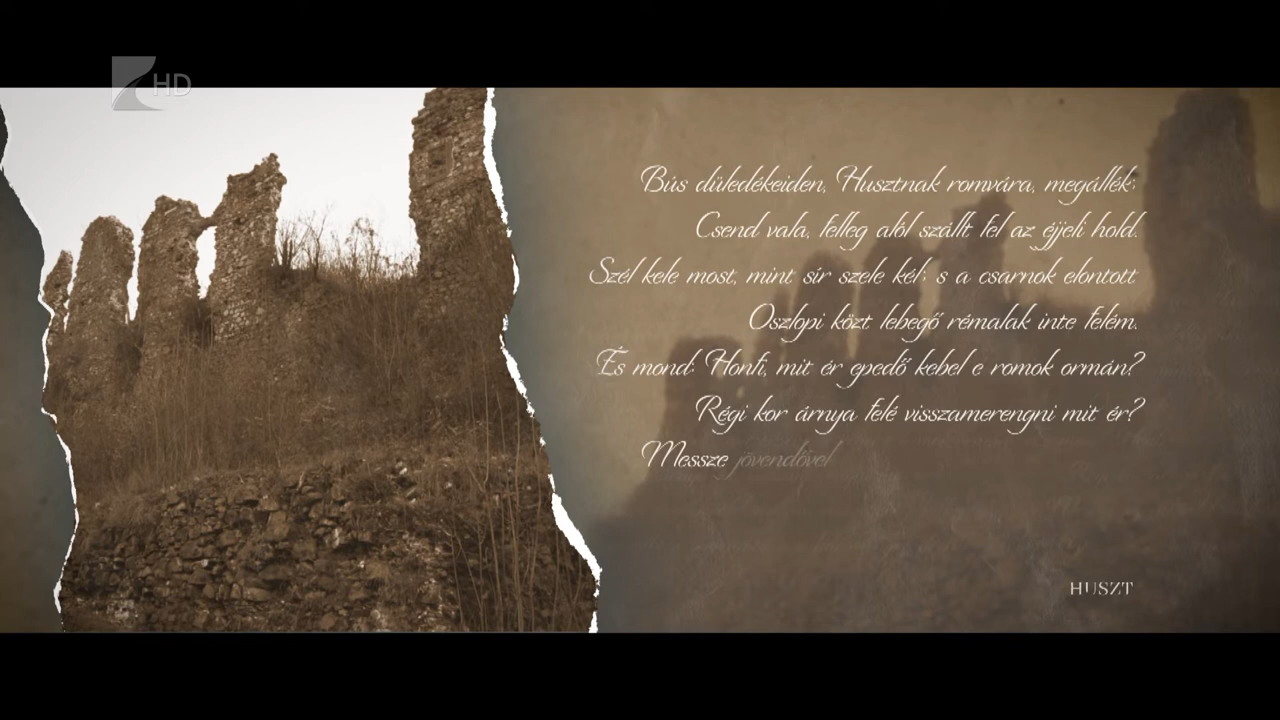 HD
Bús düledékeiden, Husztnak romvára, megállék;
Csend vala, felleg alól szállt fel az éjjeli hold.
Szél kele most, mint sír szele kél; s a csarnok elontott
Oszlopi közt lebegő rémalak inte felém.
És mond: Honfi, mit ér epedő kebel e romok ormán?
Régi kor árnya felé visszamerengni mit ér?
Messze jövendővel
HUSZT